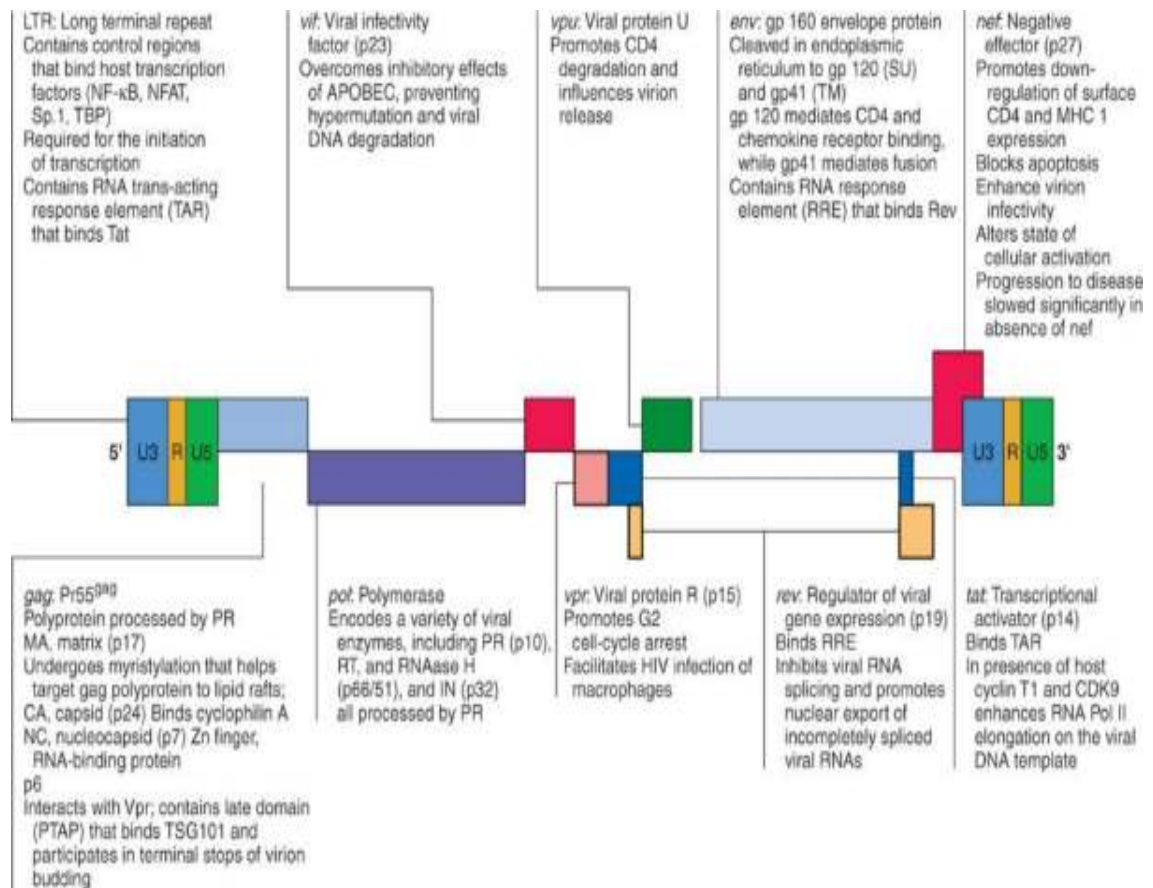 LTR: Long terminal repeat
Contains control regions
that bind host transcription
factors (NF-κB, NFAT,
Sp.1, TBP)
Required for the initiation
of transcription
Contains RNA trans-acting
response element (TAR)
that binds Tat
vif: Viral infectivity
factor (p23)
Overcomes inhibitory effects
of APOBEC, preventing
hypermutation and viral
DNA degradation
vpu: Viral protein U
Promotes CD4
degradation and
influences virion
release
env: gp 160 envelope protein
Cleaved in endoplasmic
reticulum to gp 120 (SU)
and gp41 (TM)
gp 120 mediates CD4 and
chemokine receptor binding,
while gp41 mediates fusion
Contains RNA response
element (RRE) that binds Rev
nef: Negative
effector (p27)
Promotes down-
regulation of surface
CD4 and MHC 1
expression
Blocks apoptosis
Enhance virion
infectivity
Alters state of
cellular activation
Progression to disease
slowed significantly in
absence of nef
5' U3 R U5 U3 R U5 3'
gag: Pr55gag
Polyprotein processed by PR
MA, matrix (p17)
Undergoes myristylation that helps
target gag polyprotein to lipid rafts;
CA, capsid (p24) Binds cyclophilin A
NC, nucleocapsid (p7) Zn finger,
RNA-binding protein
p6
Interacts with Vpr; contains late domain
(PTAP) that binds TSG101 and
participates in terminal stops of virion
budding
pol: Polymerase
Encodes a variety of viral
enzymes, including PR (p10),
RT, and RNAase H
(p66/51), and IN (p32)
all processed by PR
vpr: Viral protein R (p15)
Promotes G2
cell-cycle arrest
Facilitates HIV infection of
macrophages
rev: Regulator of viral
gene expression (p19)
Binds RRE
Inhibits viral RNA
splicing and promotes
nuclear export of
incompletely spliced
viral RNAs
tat: Transcriptional
activator (p14)
Binds TAR
In presence of host
cyclin T1 and CDK9
enhances RNA Pol II
elongation on the viral
DNA template